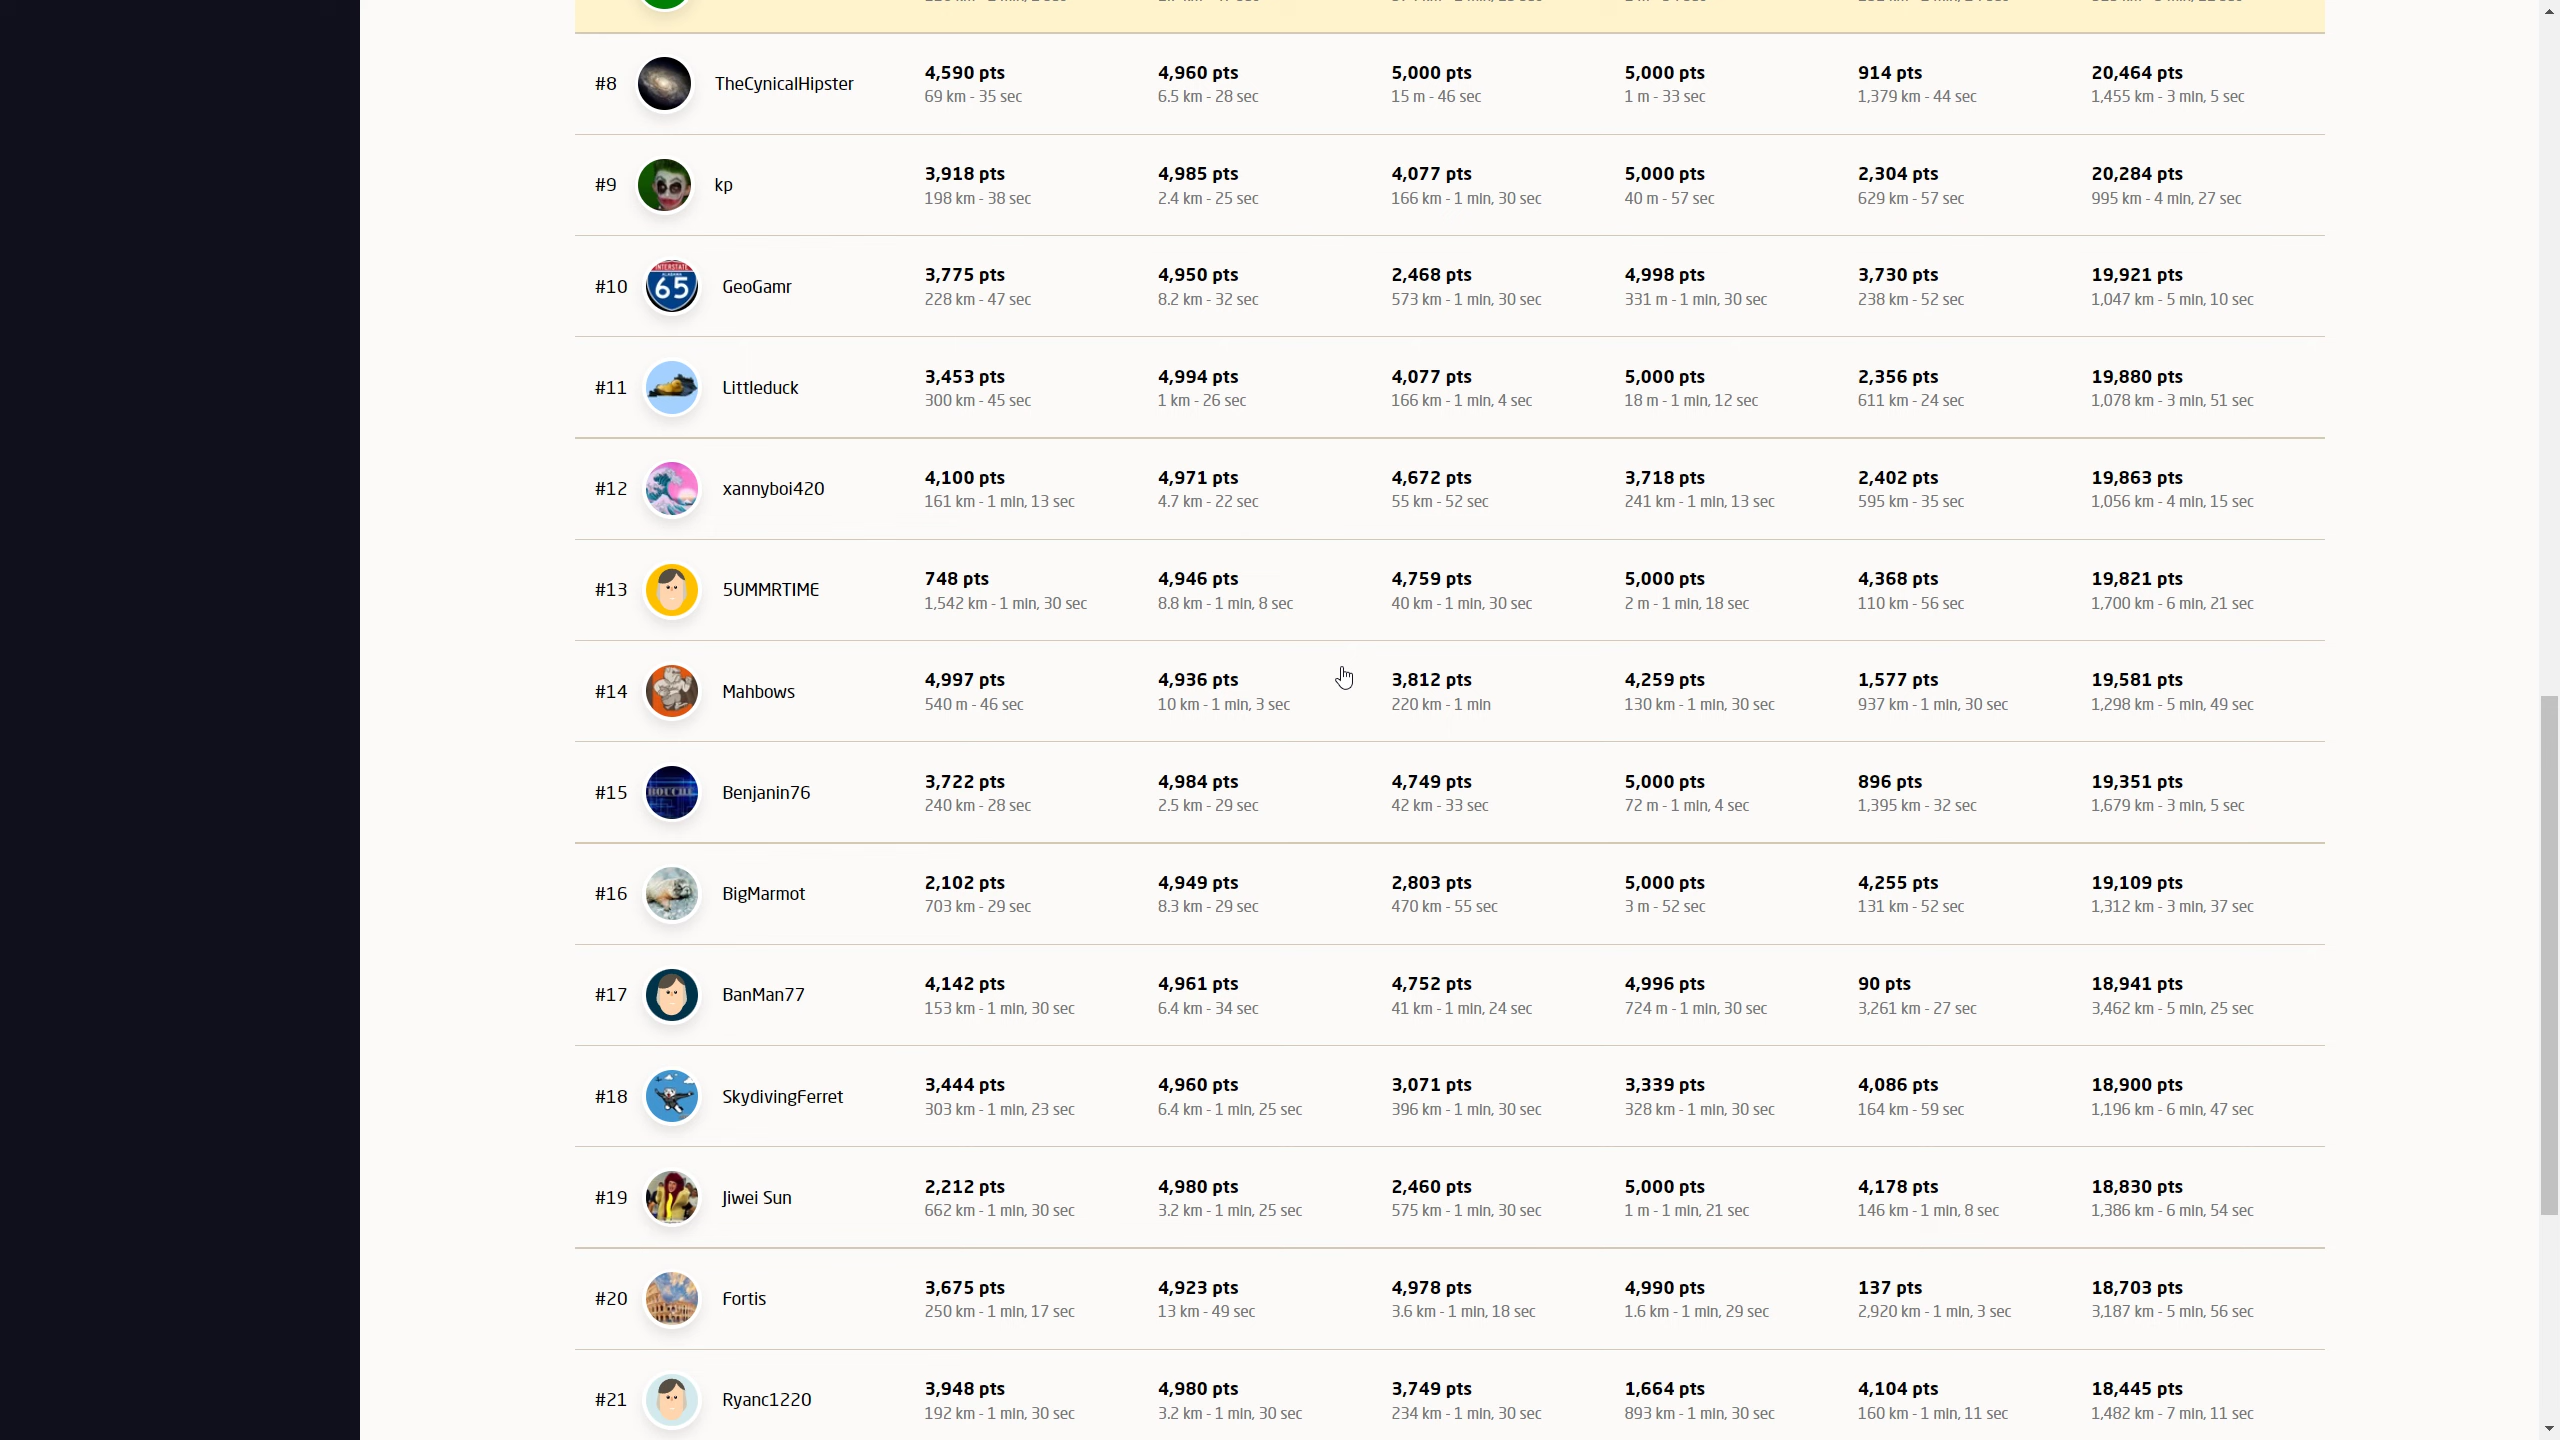 #8 TheCynicalHipster 4,590 pts 4,960 pts 5,000 pts 5,000 pts 914 pts 20,464 pts
69 km - 35 sec 6.5 km - 28 sec 15 m - 46 sec 1 m - 33 sec 1,379 km - 44 sec 1,455 km - 3 min, 5 sec
#9 kp 3,918 pts 4,985 pts 4,077 pts 5,000 pts 2,304 pts 20,284 pts
198 km - 38 sec 2.4 km - 25 sec 166 km - 1 min, 30 sec 40 m - 57 sec 629 km - 57 sec 995 km - 4 min, 27 sec
INTERSTATE
65
#10 GeoGamr 3,775 pts 4,950 pts 2,468 pts 4,998 pts 3,730 pts 19,921 pts
228 km - 47 sec 8.2 km - 32 sec 573 km - 1 min, 30 sec 331 m - 1 min, 30 sec 238 km - 52 sec 1,047 km - 5 min, 10 sec
#11 Littleduck 3,453 pts 4,994 pts 4,077 pts 5,000 pts 2,356 pts 19,880 pts
300 km - 45 sec 1 km - 26 sec 166 km - 1 min, 4 sec 18 m - 1 min, 12 sec 611 km - 24 sec 1,078 km - 3 min, 51 sec
#12 xannyboi420 4,100 pts 4,971 pts 4,672 pts 3,718 pts 2,402 pts 19,863 pts
161 km - 1 min, 13 sec 4.7 km - 22 sec 55 km - 52 sec 241 km - 1 min, 13 sec 595 km - 35 sec 1,056 km - 4 min, 15 sec
#13 5UMMRTIME 748 pts 4,946 pts 4,759 pts 5,000 pts 4,368 pts 19,821 pts
1,542 km - 1 min, 30 sec 8.8 km - 1 min, 8 sec 40 km - 1 min, 30 sec 2 m - 1 min, 18 sec 110 km - 56 sec 1,700 km - 6 min, 21 sec
#14 Mahbows 4,997 pts 4,936 pts 3,812 pts 4,259 pts 1,577 pts 19,581 pts
540 m - 46 sec 10 km - 1 min, 3 sec 220 km - 1 min 130 km - 1 min, 30 sec 937 km - 1 min, 30 sec 1,298 km - 5 min, 49 sec
#15 Benjanin76 3,722 pts 4,984 pts 4,749 pts 5,000 pts 896 pts 19,351 pts
240 km - 28 sec 2.5 km - 29 sec 42 km - 33 sec 72 m - 1 min, 4 sec 1,395 km - 32 sec 1,679 km - 3 min, 5 sec
#16 BigMarmot 2,102 pts 4,949 pts 2,803 pts 5,000 pts 4,255 pts 19,109 pts
703 km - 29 sec 8.3 km - 29 sec 470 km - 55 sec 3 m - 52 sec 131 km - 52 sec 1,312 km - 3 min, 37 sec
#17 BanMan77 4,142 pts 4,961 pts 4,752 pts 4,996 pts 90 pts 18,941 pts
153 km - 1 min, 30 sec 6.4 km - 34 sec 41 km - 1 min, 24 sec 724 m - 1 min, 30 sec 3,261 km - 27 sec 3,462 km - 5 min, 25 sec
#18 SkydivingFerret 3,444 pts 4,960 pts 3,071 pts 3,339 pts 4,086 pts 18,900 pts
303 km - 1 min, 23 sec 6.4 km - 1 min, 25 sec 396 km - 1 min, 30 sec 328 km - 1 min, 30 sec 164 km - 59 sec 1,196 km - 6 min, 47 sec
#19 Jiwei Sun 2,212 pts 4,980 pts 2,460 pts 5,000 pts 4,178 pts 18,830 pts
662 km - 1 min, 30 sec 3.2 km - 1 min, 25 sec 575 km - 1 min, 30 sec 1 m - 1 min, 21 sec 146 km - 1 min, 8 sec 1,386 km - 6 min, 54 sec
#20 Fortis 3,675 pts 4,923 pts 4,978 pts 4,990 pts 137 pts 18,703 pts
250 km - 1 min, 17 sec 13 km - 49 sec 3.6 km - 1 min, 18 sec 1.6 km - 1 min, 29 sec 2,920 km - 1 min, 3 sec 3,187 km - 5 min, 56 sec
#21 Ryanc1220 3,948 pts 4,980 pts 3,749 pts 1,664 pts 4,104 pts 18,445 pts
192 km - 1 min, 30 sec 3.2 km - 1 min, 30 sec 234 km - 1 min, 30 sec 893 km - 1 min, 30 sec 160 km - 1 min, 11 sec 1,482 km - 7 min, 11 sec